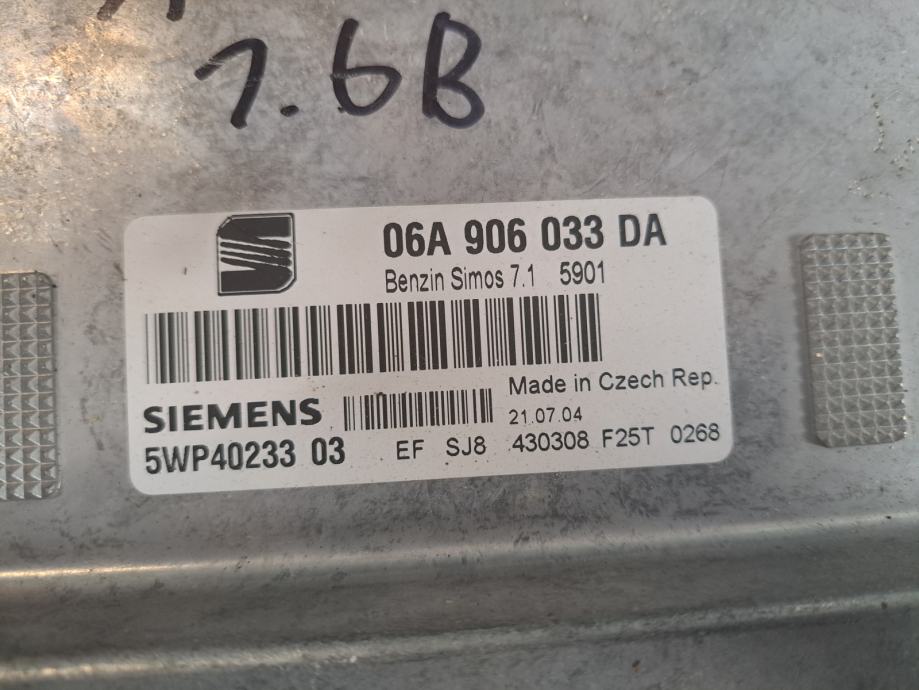 1.6B
06A 906 033 DA
Benzin Simos 7.1 5901
Made in Czech Rep.
SIEMENS
21.07.04
5WP40233 03
EF SJ8 430308 F25T 0268